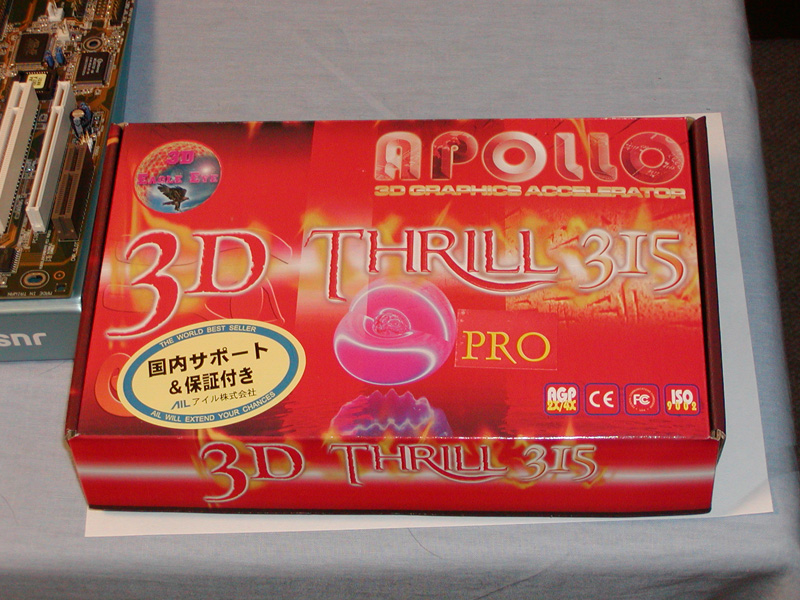 3D
EAGLE EYE
APOLLO
3D GRAPHICS ACCELERATOR
3D THRILL 315
PRO
THE WORLD BEST SELLER
国内サポート
&保証付き
AIL アイル株式会社
AIL WILL EXTEND YOUR CHANCES
AGP
2X/4X
CE
FC
ISO
9002
3D THRILL 315